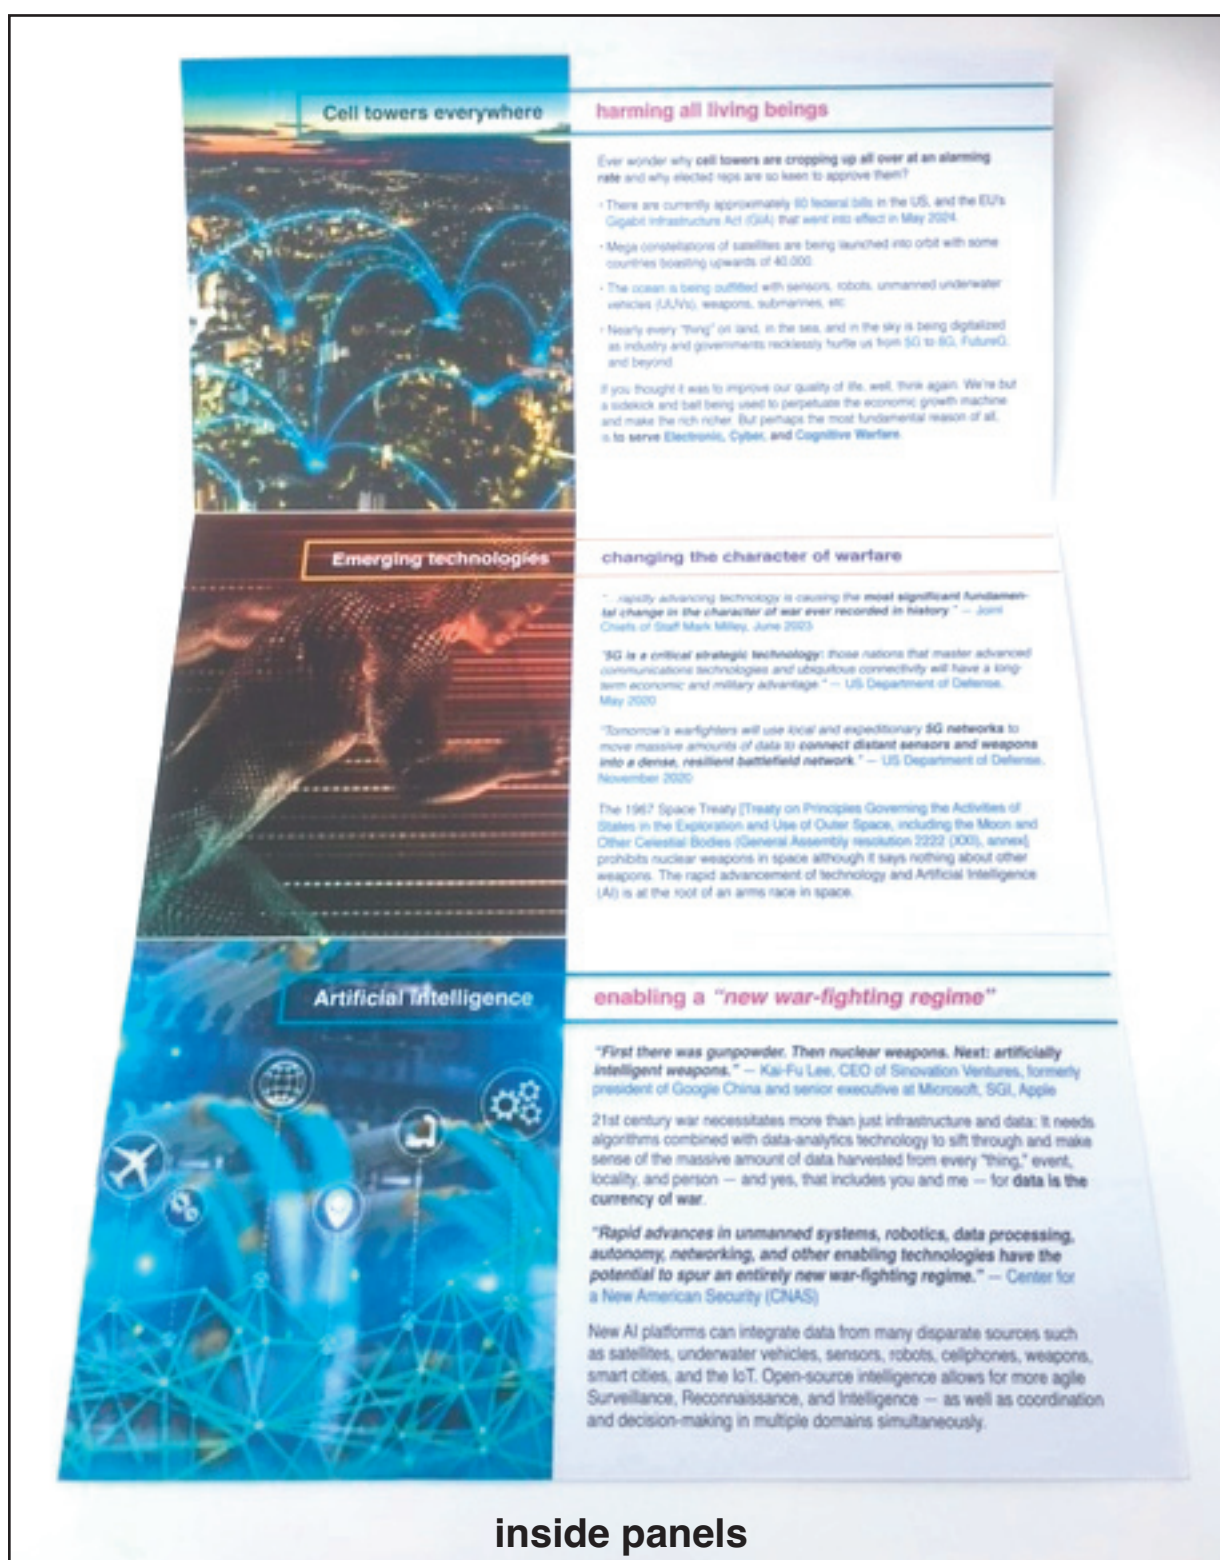 Cell towers everywhere harming all living beings
Ever wonder why cell towers are cropping up all over at an alarming
rate and why elected reps are so keen to approve them?
• There are currently approximately 80 federal bills in the US, and the EU's
Gigabit Infrastructure Act (GIA) that went into effect in May 2024.
• Mega constellations of satellites are being launched into orbit with some
countries boasting upwards of 40,000.
• The ocean is being outfitted with sensors, robots, unmanned underwater
vehicles (UUVs), weapons, submarines, etc.
• Nearly every "thing" on land, in the sea, and in the sky is being digitalized
as industry and governments recklessly hurtle us from 5G to 6G, FutureG,
and beyond.
If you thought it was to improve our quality of life, well, think again. We're but
a sidekick and bait being used to perpetuate the economic growth machine
and make the rich richer. But perhaps the most fundamental reason of all,
is to serve Electronic, Cyber, and Cognitive Warfare.
Emerging technologies changing the character of warfare
"...rapidly advancing technology is causing the most significant fundamen-
tal change in the character of war ever recorded in history." — Joint
Chiefs of Staff Mark Milley, June 2023
"5G is a critical strategic technology: those nations that master advanced
communications technologies and ubiquitous connectivity will have a long-
term economic and military advantage." — US Department of Defense,
May 2020
"Tomorrow's warfighters will use local and expeditionary 5G networks to
move massive amounts of data to connect distant sensors and weapons
into a dense, resilient battlefield network." — US Department of Defense,
November 2020
The 1967 Space Treaty [Treaty on Principles Governing the Activities of
States in the Exploration and Use of Outer Space, including the Moon and
Other Celestial Bodies (General Assembly resolution 2222 (XXI), annex]
prohibits nuclear weapons in space although it says nothing about other
weapons. The rapid advancement of technology and Artificial Intelligence
(AI) is at the root of an arms race in space.
Artificial Intelligence enabling a "new war-fighting regime"
"First there was gunpowder. Then nuclear weapons. Next: artificially
intelligent weapons." — Kai-Fu Lee, CEO of Sinovation Ventures, formerly
president of Google China and senior executive at Microsoft, SGI, Apple
21st century war necessitates more than just infrastructure and data: It needs
algorithms combined with data-analytics technology to sift through and make
sense of the massive amount of data harvested from every "thing," event,
locality, and person — and yes, that includes you and me — for data is the
currency of war.
"Rapid advances in unmanned systems, robotics, data processing,
autonomy, networking, and other enabling technologies have the
potential to spur an entirely new war-fighting regime." — Center for
a New American Security (CNAS)
New AI platforms can integrate data from many disparate sources such
as satellites, underwater vehicles, sensors, robots, cellphones, weapons,
smart cities, and the IoT. Open-source intelligence allows for more agile
Surveillance, Reconnaissance, and Intelligence — as well as coordination
and decision-making in multiple domains simultaneously.
inside panels